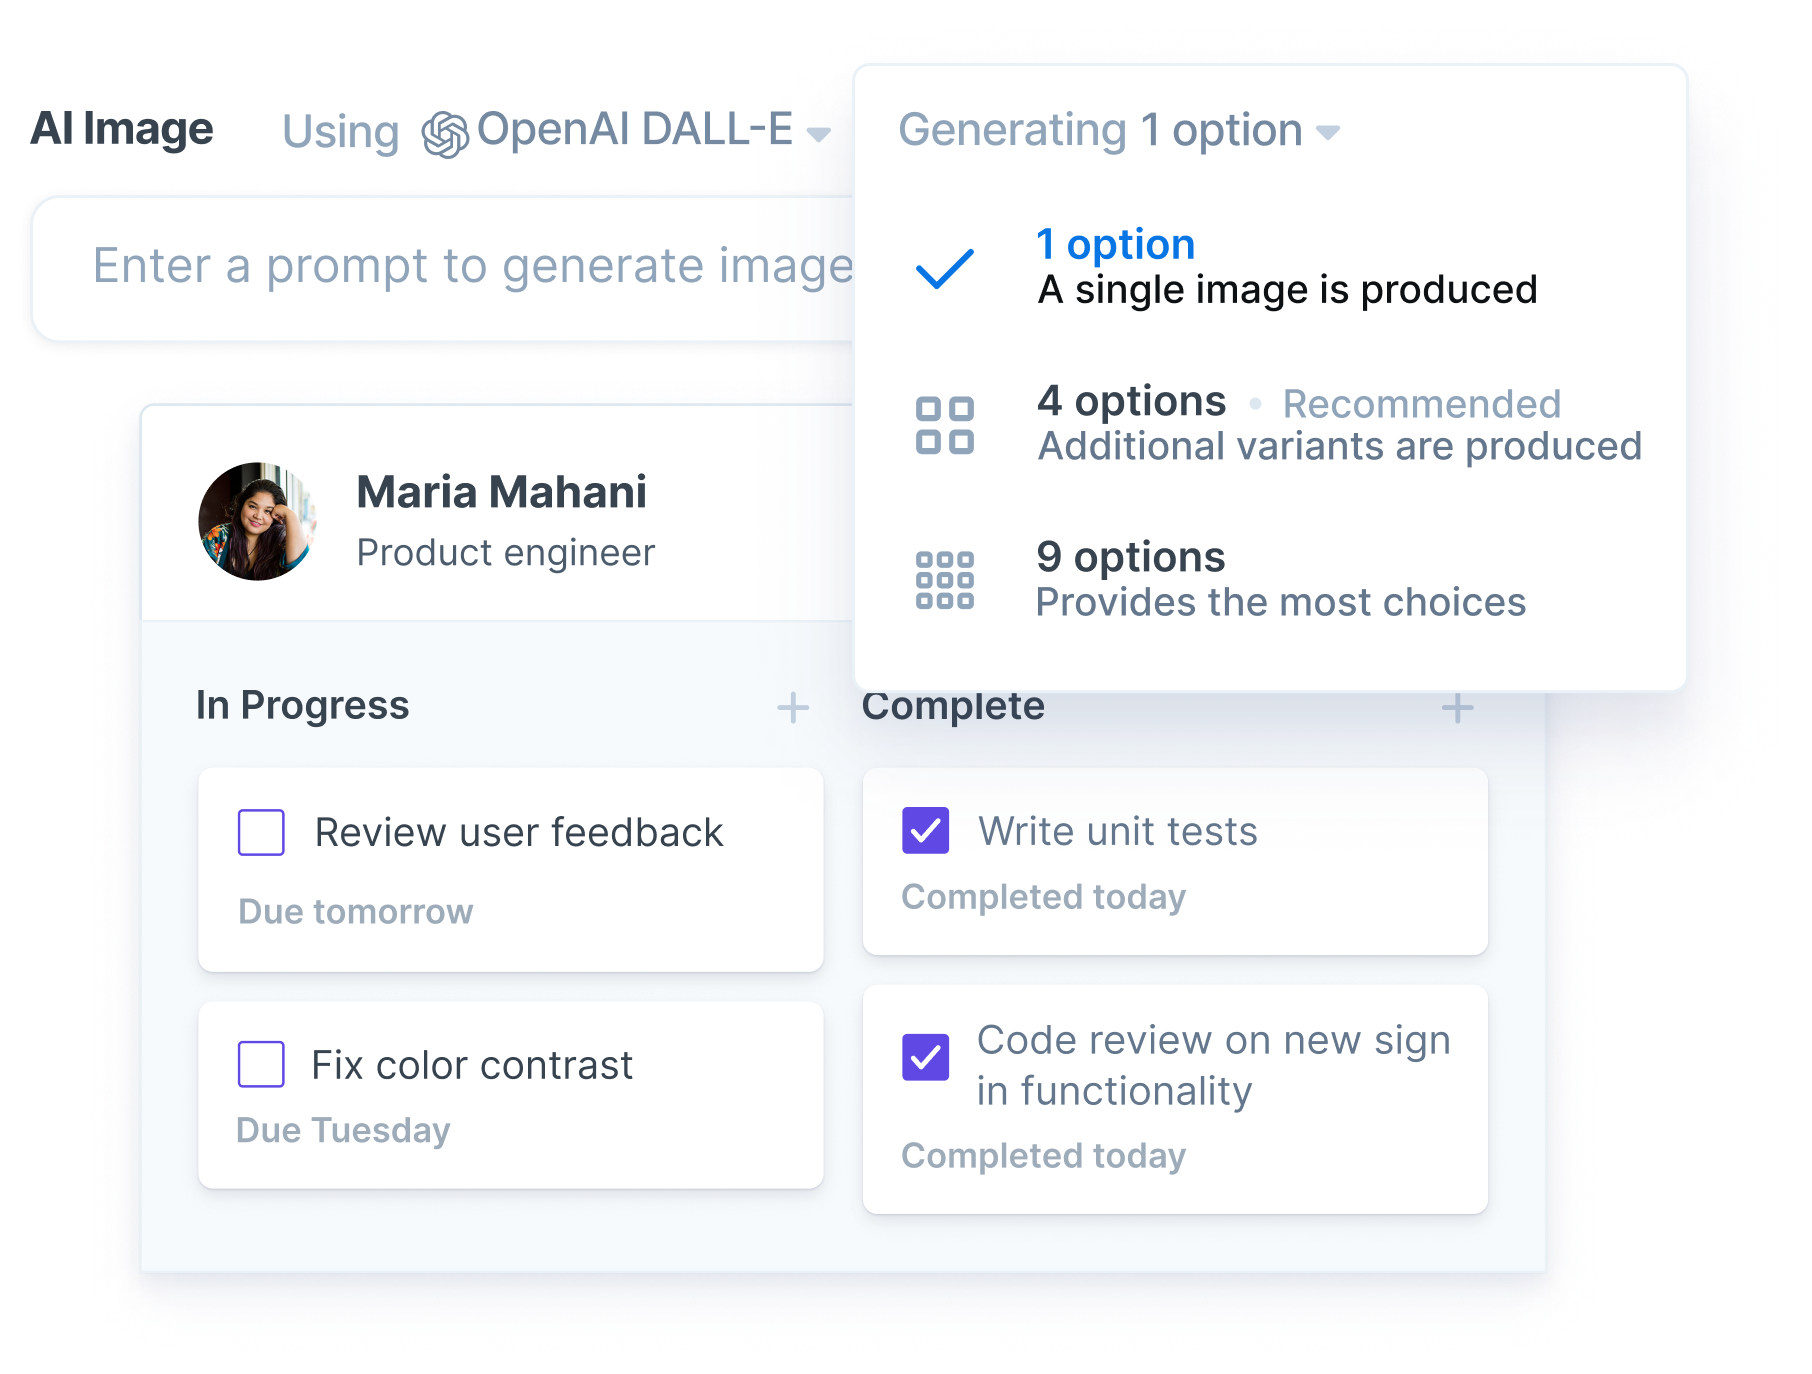 AI Image
Using OpenAI DALL-E
Generating 1 option
Enter a prompt to generate image
1 option
A single image is produced
4 options • Recommended
Additional variants are produced
9 options
Provides the most choices
Maria Mahani
Product engineer
In Progress
Review user feedback
Due tomorrow
Fix color contrast
Due Tuesday
Complete
Write unit tests
Completed today
Code review on new sign
in functionality
Completed today